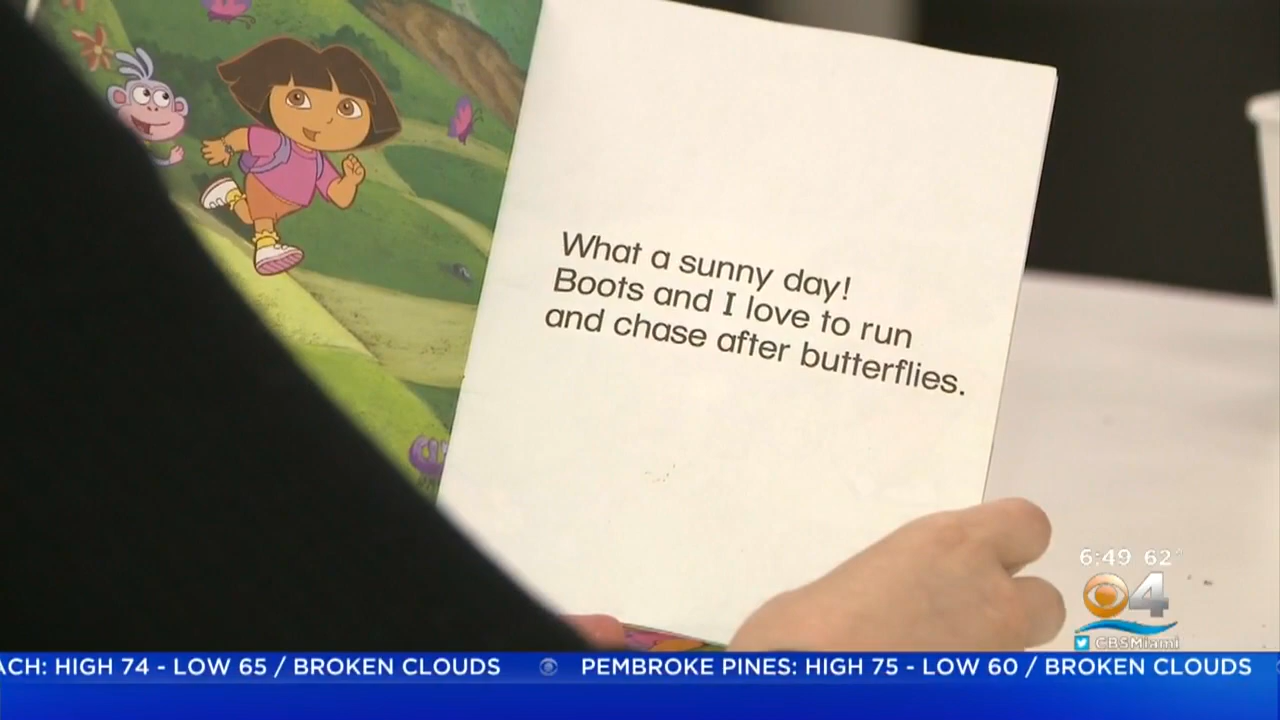 What a sunny day!
Boots and I love to run
and chase after butterflies.
6:49 62°
4
CBSMiami
ACH: HIGH 74 - LOW 65 / BROKEN CLOUDS
PEMBROKE PINES: HIGH 75 - LOW 60 / BROKEN CLOUDS